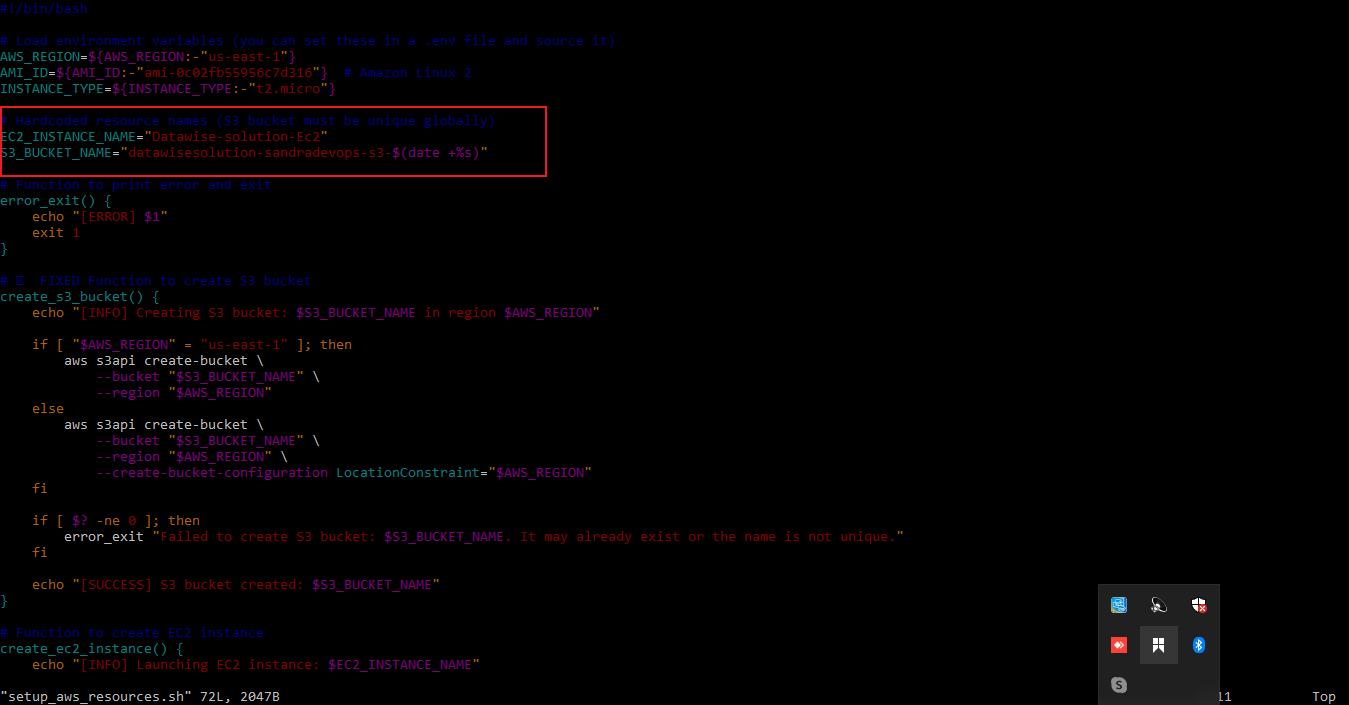 #!/bin/bash

# Load environment variables (you can set these in a .env file and source it)
AWS_REGION=${AWS_REGION:-"us-east-1"}
AMI_ID=${AMI_ID:-"ami-0c02fb55956c7d316"}  # Amazon Linux 2
INSTANCE_TYPE=${INSTANCE_TYPE:-"t2.micro"}

# Hardcoded resource names (S3 bucket must be unique globally)
EC2_INSTANCE_NAME="Datawise-solution-Ec2"
S3_BUCKET_NAME="datawisesolution-sandradevops-s3-$(date +%s)"

# Function to print error and exit
error_exit() {
    echo "[ERROR] $1"
    exit 1
}

#   FIXED Function to create S3 bucket
create_s3_bucket() {
    echo "[INFO] Creating S3 bucket: $S3_BUCKET_NAME in region $AWS_REGION"

    if [ "$AWS_REGION" = "us-east-1" ]; then
        aws s3api create-bucket \
            --bucket "$S3_BUCKET_NAME" \
            --region "$AWS_REGION"
    else
        aws s3api create-bucket \
            --bucket "$S3_BUCKET_NAME" \
            --region "$AWS_REGION" \
            --create-bucket-configuration LocationConstraint="$AWS_REGION"
    fi

    if [ $? -ne 0 ]; then
        error_exit "Failed to create S3 bucket: $S3_BUCKET_NAME. It may already exist or the name is not unique."
    fi

    echo "[SUCCESS] S3 bucket created: $S3_BUCKET_NAME"
}

# Function to create EC2 instance
create_ec2_instance() {
    echo "[INFO] Launching EC2 instance: $EC2_INSTANCE_NAME"

"setup_aws_resources.sh" 72L, 2047B 11 Top